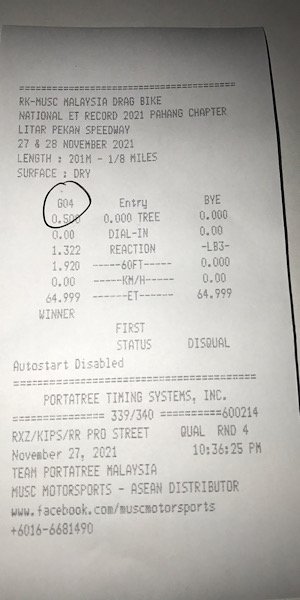 =====================================
RK-MUSC MALAYSIA DRAG BIKE
NATIONAL ET RECORD 2021 PAHANG CHAPTER
LITAR PEKAN SPEEDWAY
27 & 28 NOVEMBER 2021
LENGTH : 201M - 1/8 MILES
SURFACE : DRY
=====================================
G04 Entry BYE
0.500 0.000 TREE 0.000
0.00 DIAL-IN 0.00
1.322 REACTION -LB3-
1.920 -----60FT----- 0.000
0.00 -----KM/H----- 0.00
64.999 ------ET------ 64.999
WINNER
FIRST
STATUS DISQUAL
Autostart Disabled
=====================================
PORTATREE TIMING SYSTEMS, INC.
============== 339/340 ==========600214
RXZ/KIPS/RR PRO STREET QUAL RND 4
November 27, 2021 10:36:25 PM
TEAM PORTATREE MALAYSIA
MUSC MOTORSPORTS - ASEAN DISTRIBUTOR
www.facebook.com/muscmotorsports
+6016-6681490